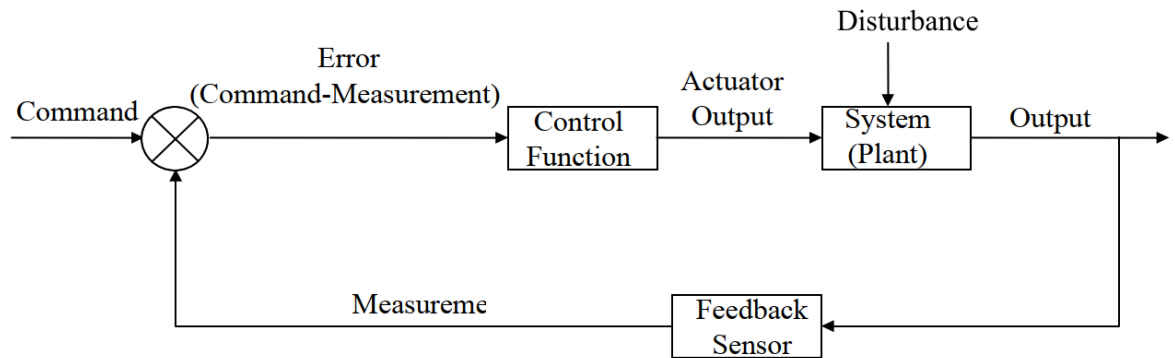 Disturbance
Error
(Command-Measurement)
Actuator
Output
Command
Control
Function
System
(Plant)
Output
Measureme
Feedback
Sensor